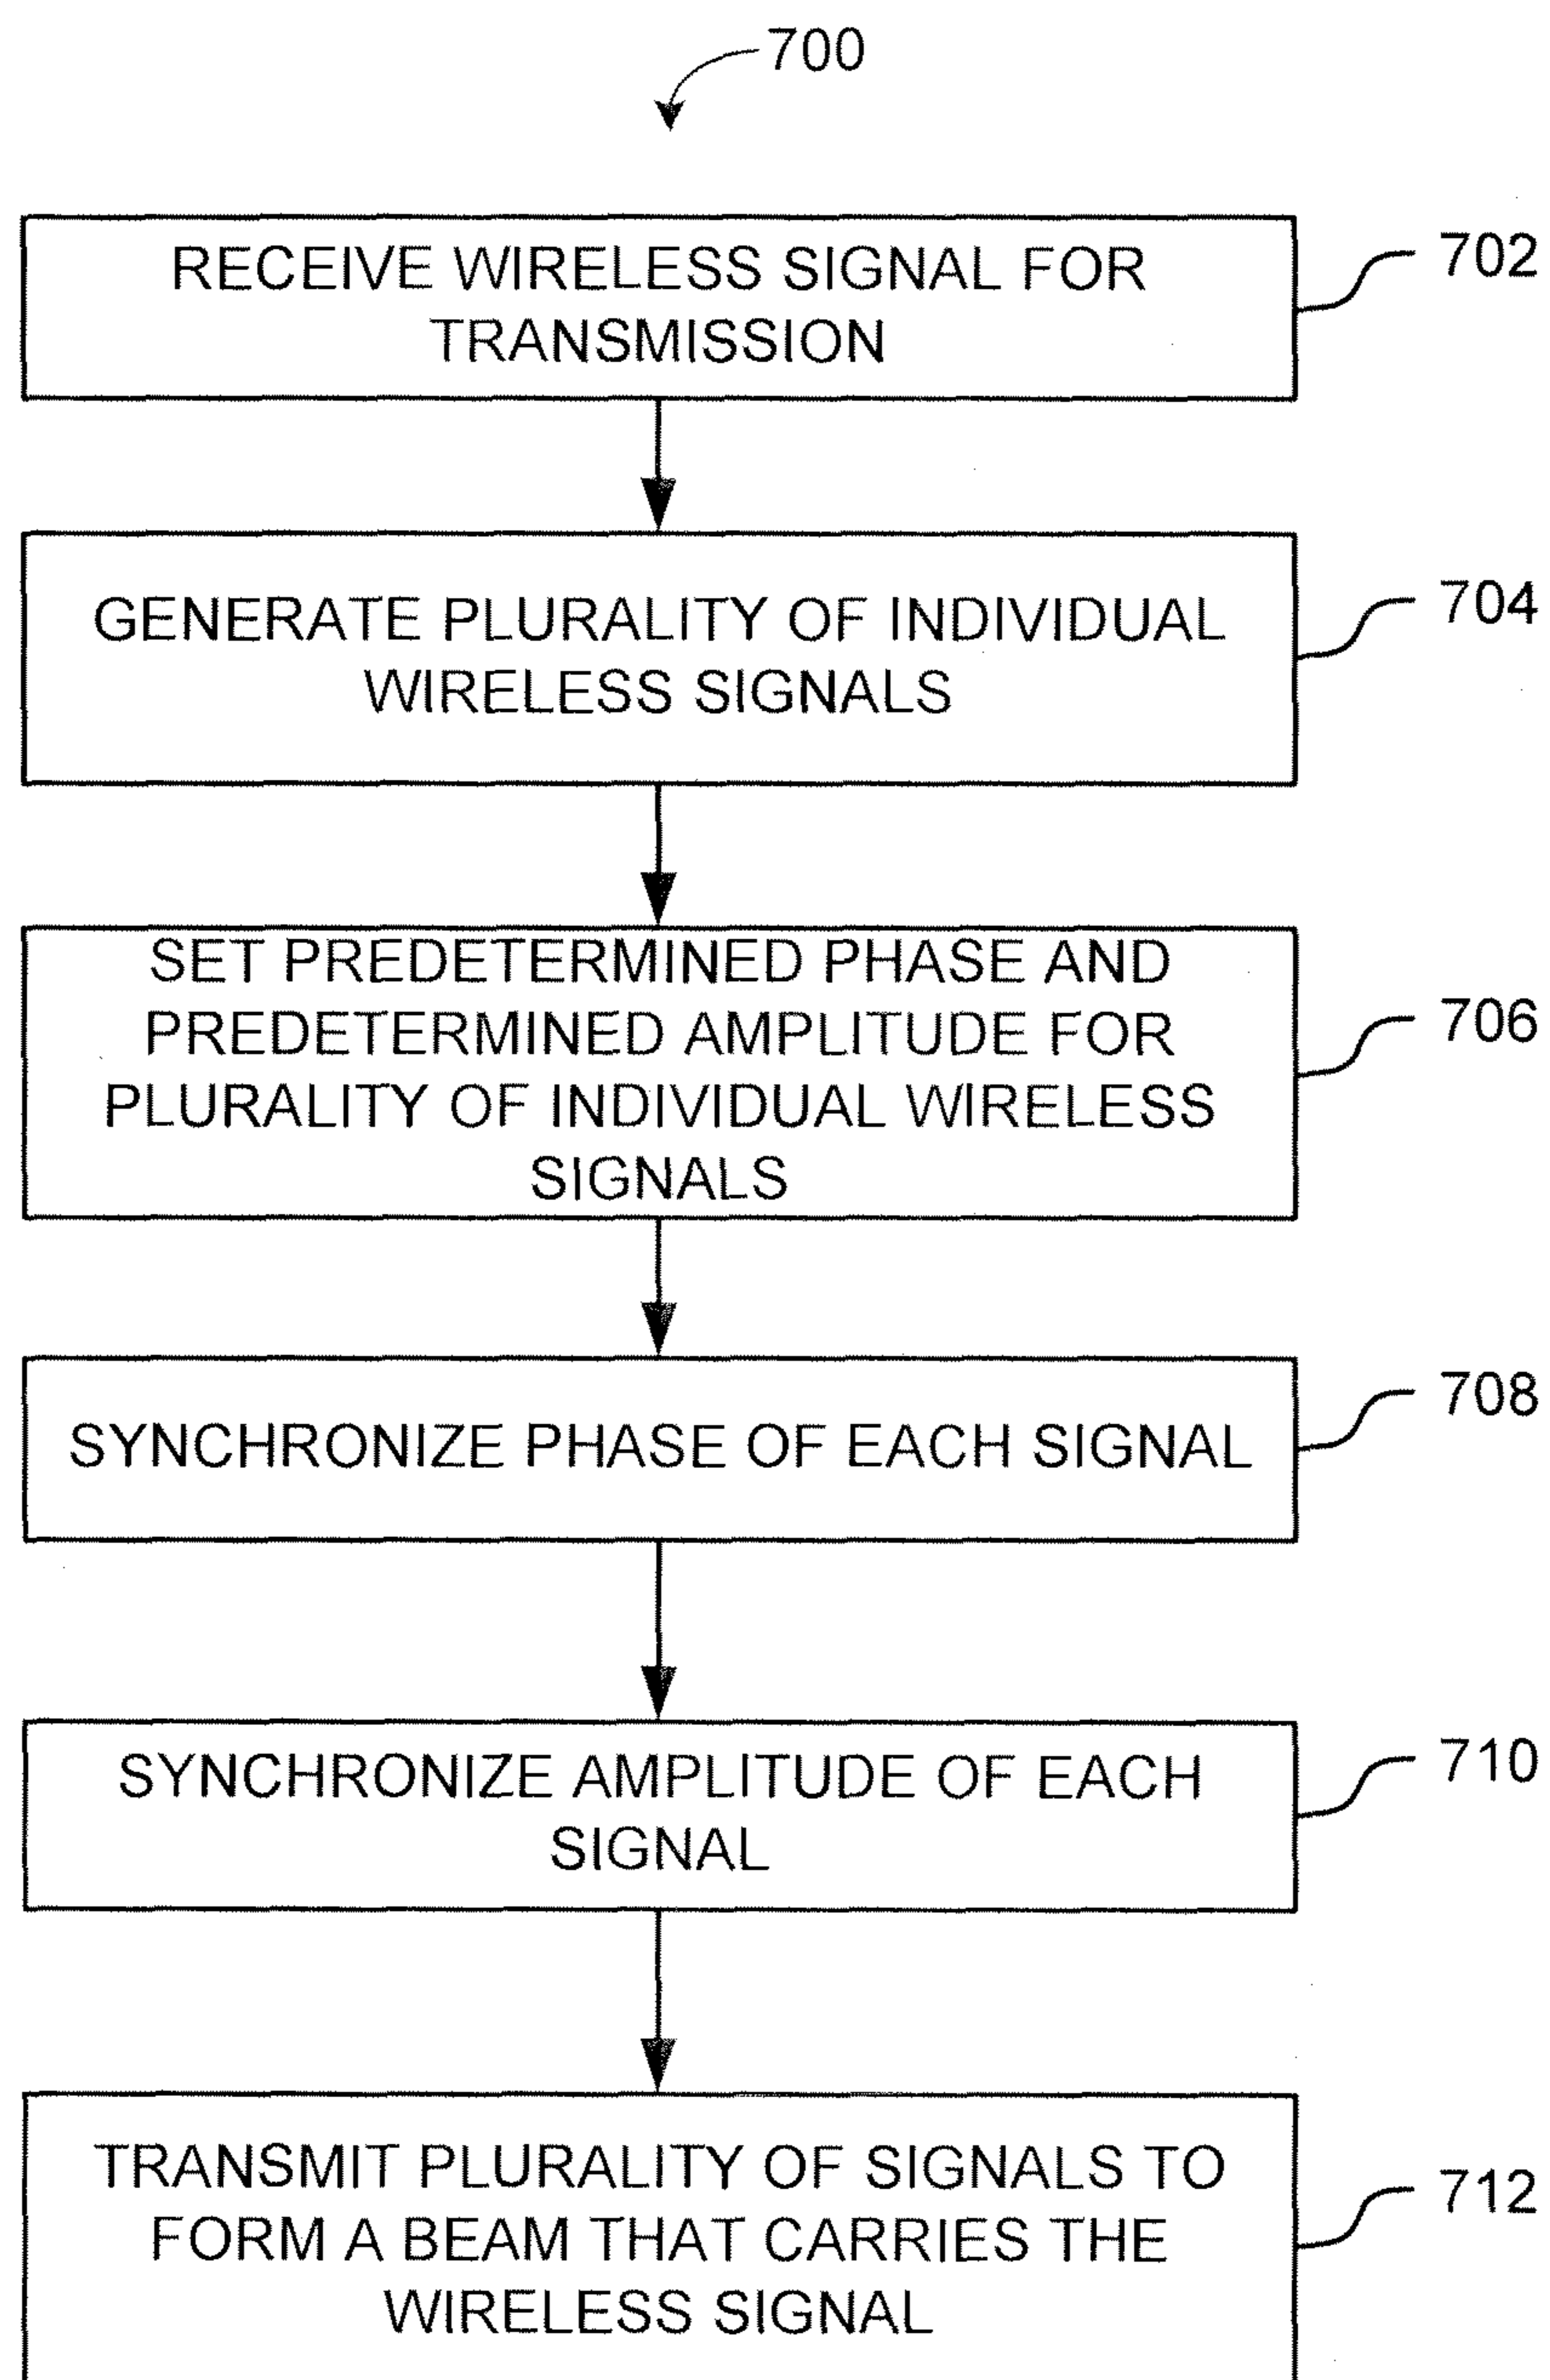 700
RECEIVE WIRELESS SIGNAL FOR
TRANSMISSION
702
GENERATE PLURALITY OF INDIVIDUAL
WIRELESS SIGNALS
704
SET PREDETERMINED PHASE AND
PREDETERMINED AMPLITUDE FOR
PLURALITY OF INDIVIDUAL WIRELESS
SIGNALS
706
SYNCHRONIZE PHASE OF EACH SIGNAL
708
SYNCHRONIZE AMPLITUDE OF EACH
SIGNAL
710
TRANSMIT PLURALITY OF SIGNALS TO
FORM A BEAM THAT CARRIES THE
WIRELESS SIGNAL
712